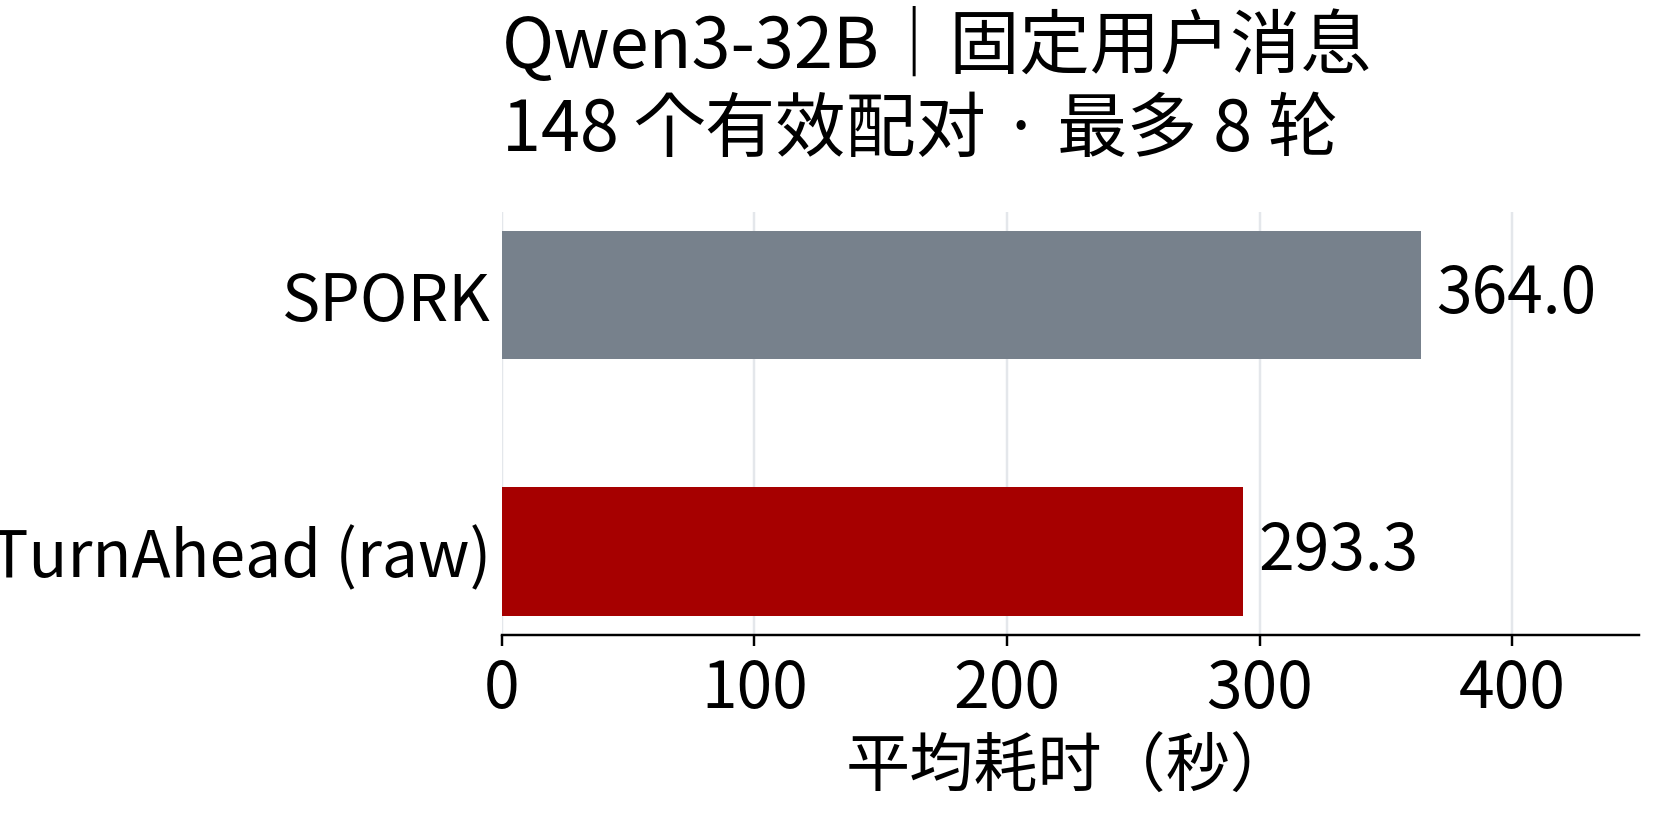 Qwen3-32B｜固定用户消息
148 个有效配对 · 最多 8 轮
SPORK
364.0
TurnAhead (raw)
293.3
0 100 200 300 400
平均耗时（秒）